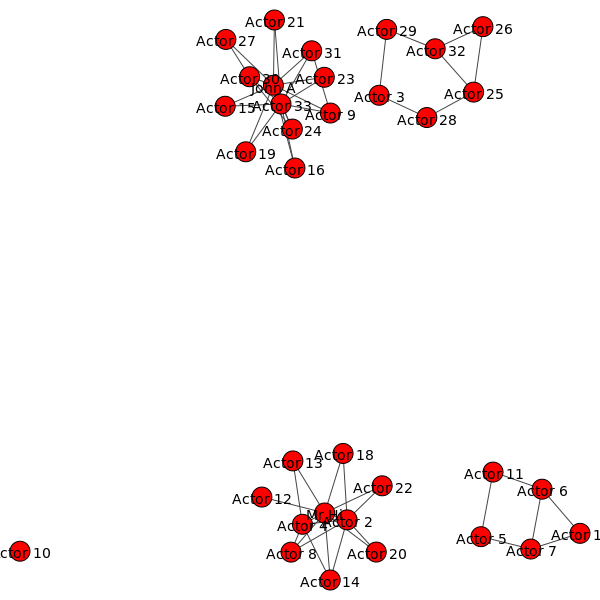 Actor 21
Actor 27
Actor 31
Actor 30
Actor 23
John A
Actor 15
Actor 33
Actor 9
Actor 24
Actor 19
Actor 16
Actor 29
Actor 26
Actor 32
Actor 3
Actor 25
Actor 28
Actor 13
Actor 18
Actor 12
Actor 22
Mr Hi
Actor 4
Actor 2
Actor 8
Actor 20
Actor 14
Actor 11
Actor 6
Actor 5
Actor 7
Actor 1
ctor 10